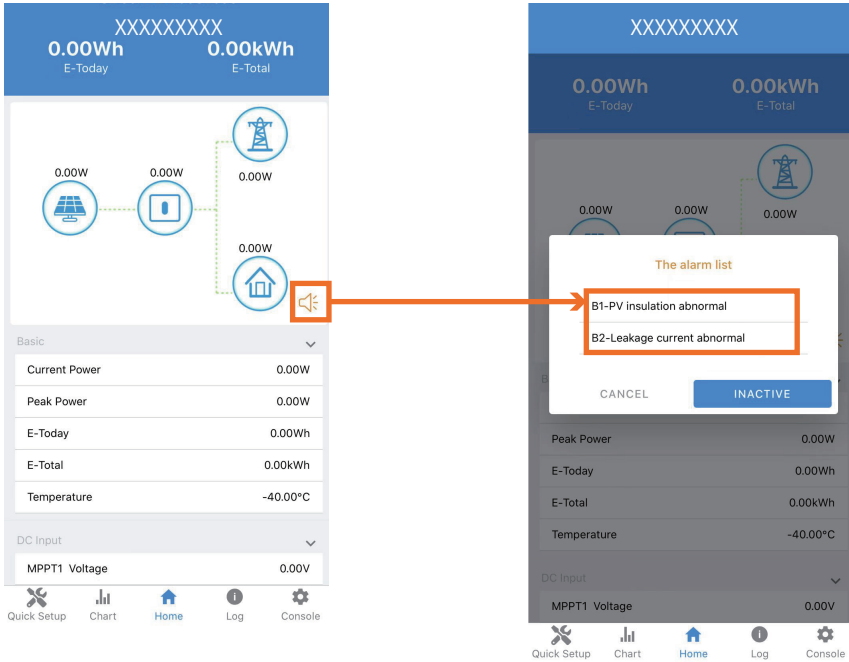 XXXXXXXXX
0.00Wh 0.00kWh
E-Today E-Total
0.00W 0.00W 0.00W
0.00W
Basic
Current Power 0.00W
Peak Power 0.00W
E-Today 0.00Wh
E-Total 0.00kWh
Temperature -40.00°C
DC Input
MPPT1 Voltage 0.00V
Quick Setup Chart Home Log Console
XXXXXXXXX
0.00Wh 0.00kWh
E-Today E-Total
0.00W 0.00W 0.00W
The alarm list
B1-PV insulation abnormal
B2-Leakage current abnormal
CANCEL INACTIVE
B
Peak Power 0.00W
E-Today 0.00Wh
E-Total 0.00kWh
Temperature -40.00°C
DC Input
MPPT1 Voltage 0.00V
Quick Setup Chart Home Log Console